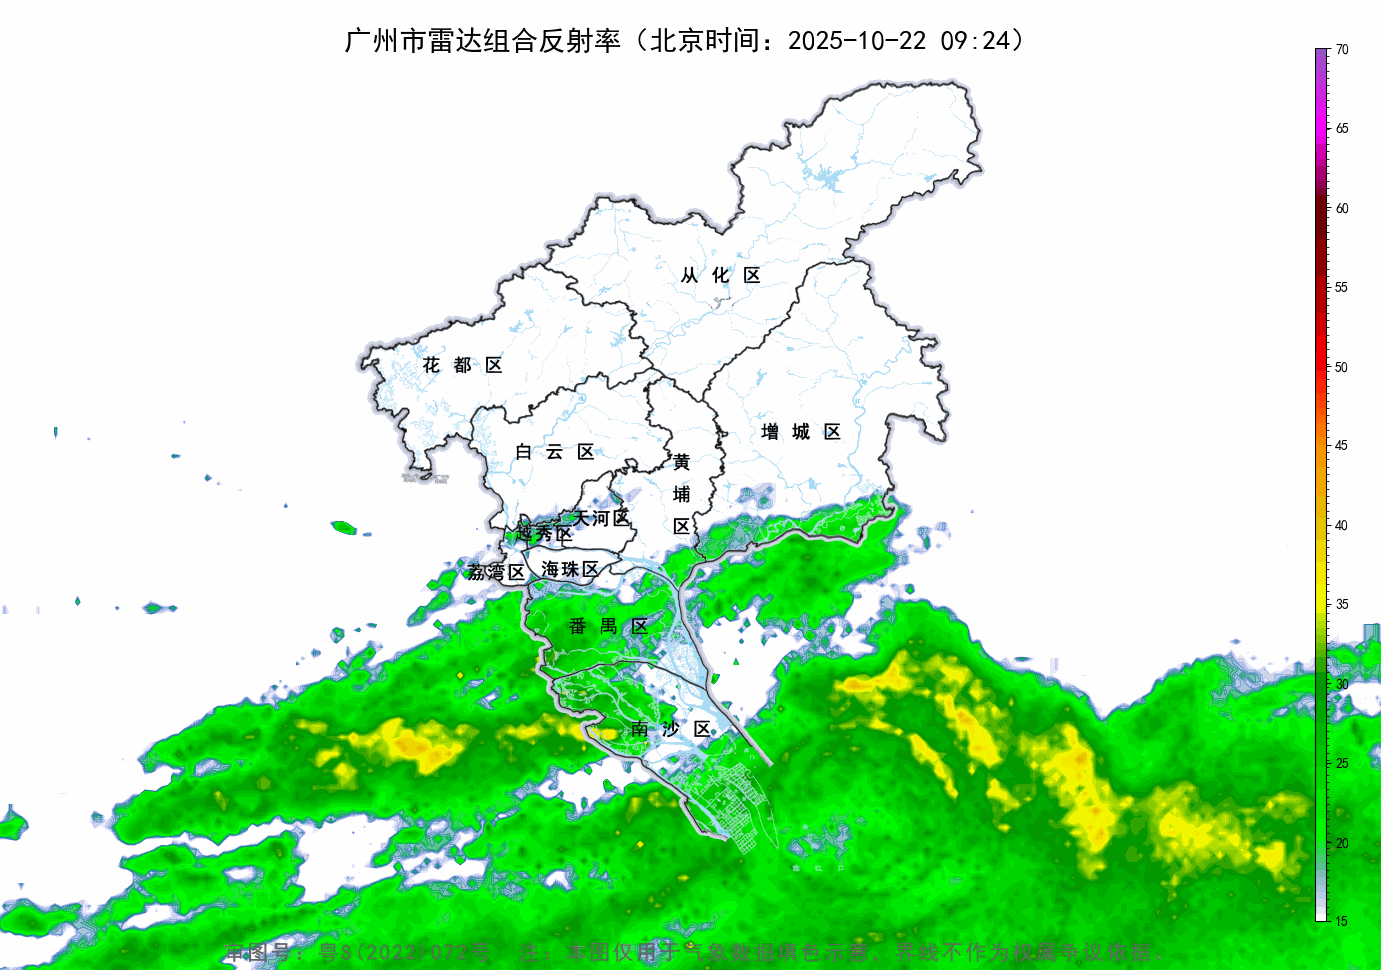 广州市雷达组合反射率（北京时间：2025-10-22 09:24）
70
65
60
55
50
45
40
35
30
25
20
15
从 化 区
花 都 区
增 城 区
白 云 区
黄
埔
区
天河区
越秀区
荔湾区
海珠区
番 禺 区
南 沙 区
审图号：粤S(2022)072号 注：本图仅用于气象数据填色示意，界线不作为权属争议依据。